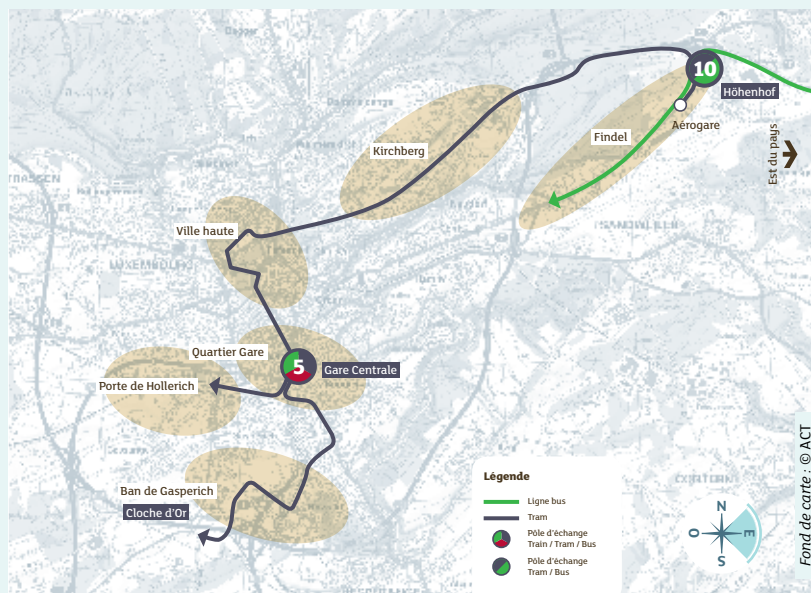 10
Höhenhof
Aérogare
Findel
Est du pays
Kirchberg
Ville haute
Quartier Gare
5
Gare Centrale
Porte de Hollerich
Ban de Gasperich
Cloche d'Or
Légende
Ligne bus
Tram
Pôle d'échange
Train / Tram / Bus
Pôle d'échange
Tram / Bus
N
O
E
S
Fond de carte : © ACT